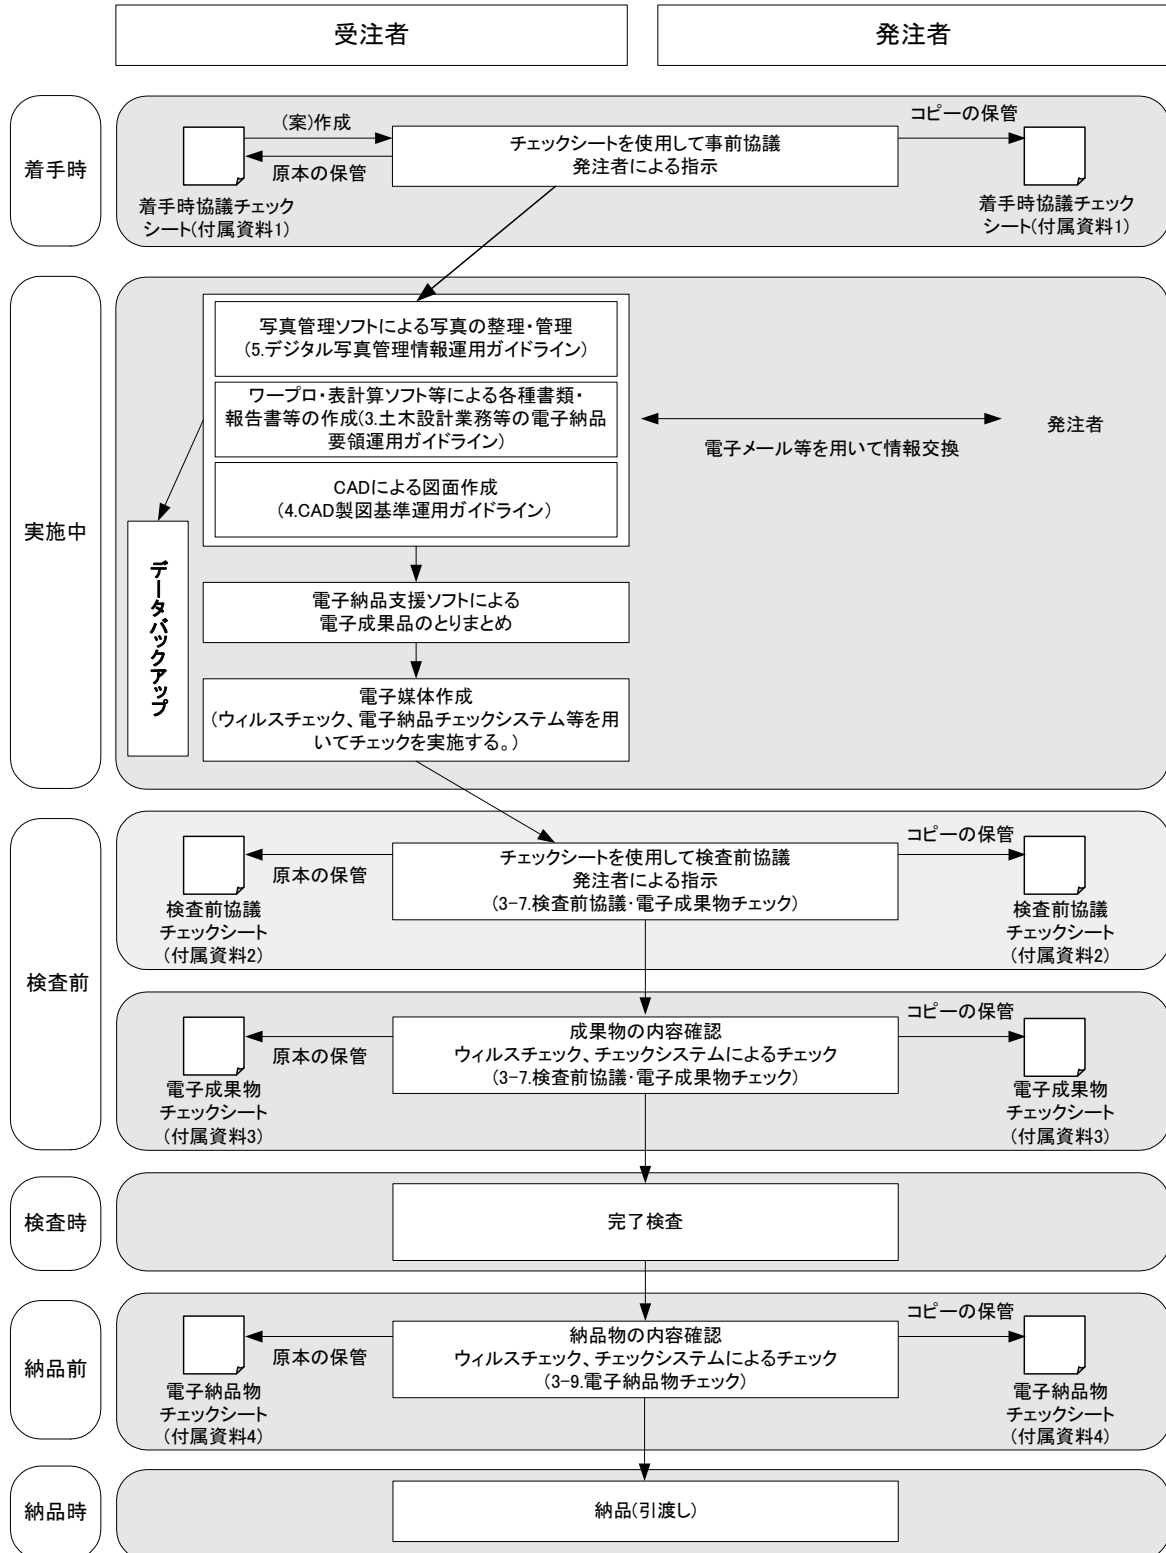 受注者
発注者
着手時
(案)作成
原本の保管
着手時協議チェック
シート(付属資料1)
チェックシートを使用して事前協議
発注者による指示
コピーの保管
着手時協議チェック
シート(付属資料1)
実施中
写真管理ソフトによる写真の整理・管理
(5.デジタル写真管理情報運用ガイドライン)
ワープロ・表計算ソフト等による各種書類・
報告書等の作成(3.土木設計業務等の電子納品
要領運用ガイドライン)
CADによる図面作成
(4.CAD製図基準運用ガイドライン)
電子メール等を用いて情報交換
発注者
データバックアップ
電子納品支援ソフトによる
電子成果品のとりまとめ
電子媒体作成
(ウィルスチェック、電子納品チェックシステム等を用
いてチェックを実施する。)
検査前
原本の保管
検査前協議
チェックシート
(付属資料2)
チェックシートを使用して検査前協議
発注者による指示
(3-7.検査前協議・電子成果物チェック)
コピーの保管
検査前協議
チェックシート
(付属資料2)
原本の保管
電子成果物
チェックシート
(付属資料3)
成果物の内容確認
ウィルスチェック、チェックシステムによるチェック
(3-7.検査前協議・電子成果物チェック)
コピーの保管
電子成果物
チェックシート
(付属資料3)
検査時
完了検査
納品前
原本の保管
電子納品物
チェックシート
(付属資料4)
納品物の内容確認
ウィルスチェック、チェックシステムによるチェック
(3-9.電子納品物チェック)
コピーの保管
電子納品物
チェックシート
(付属資料4)
納品時
納品(引渡し)